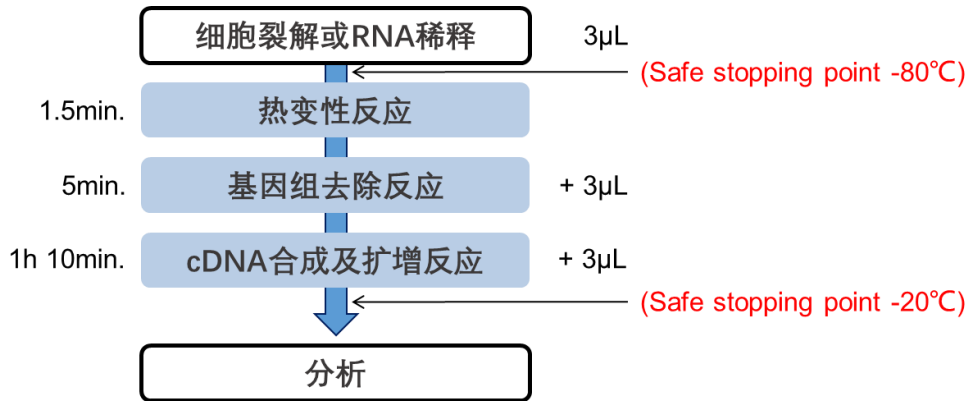 细胞裂解或RNA稀释 3μL
(Safe stopping point -80℃)
1.5min. 热变性反应
5min. 基因组去除反应 + 3μL
1h 10min. cDNA合成及扩增反应 + 3μL
(Safe stopping point -20℃)
分析